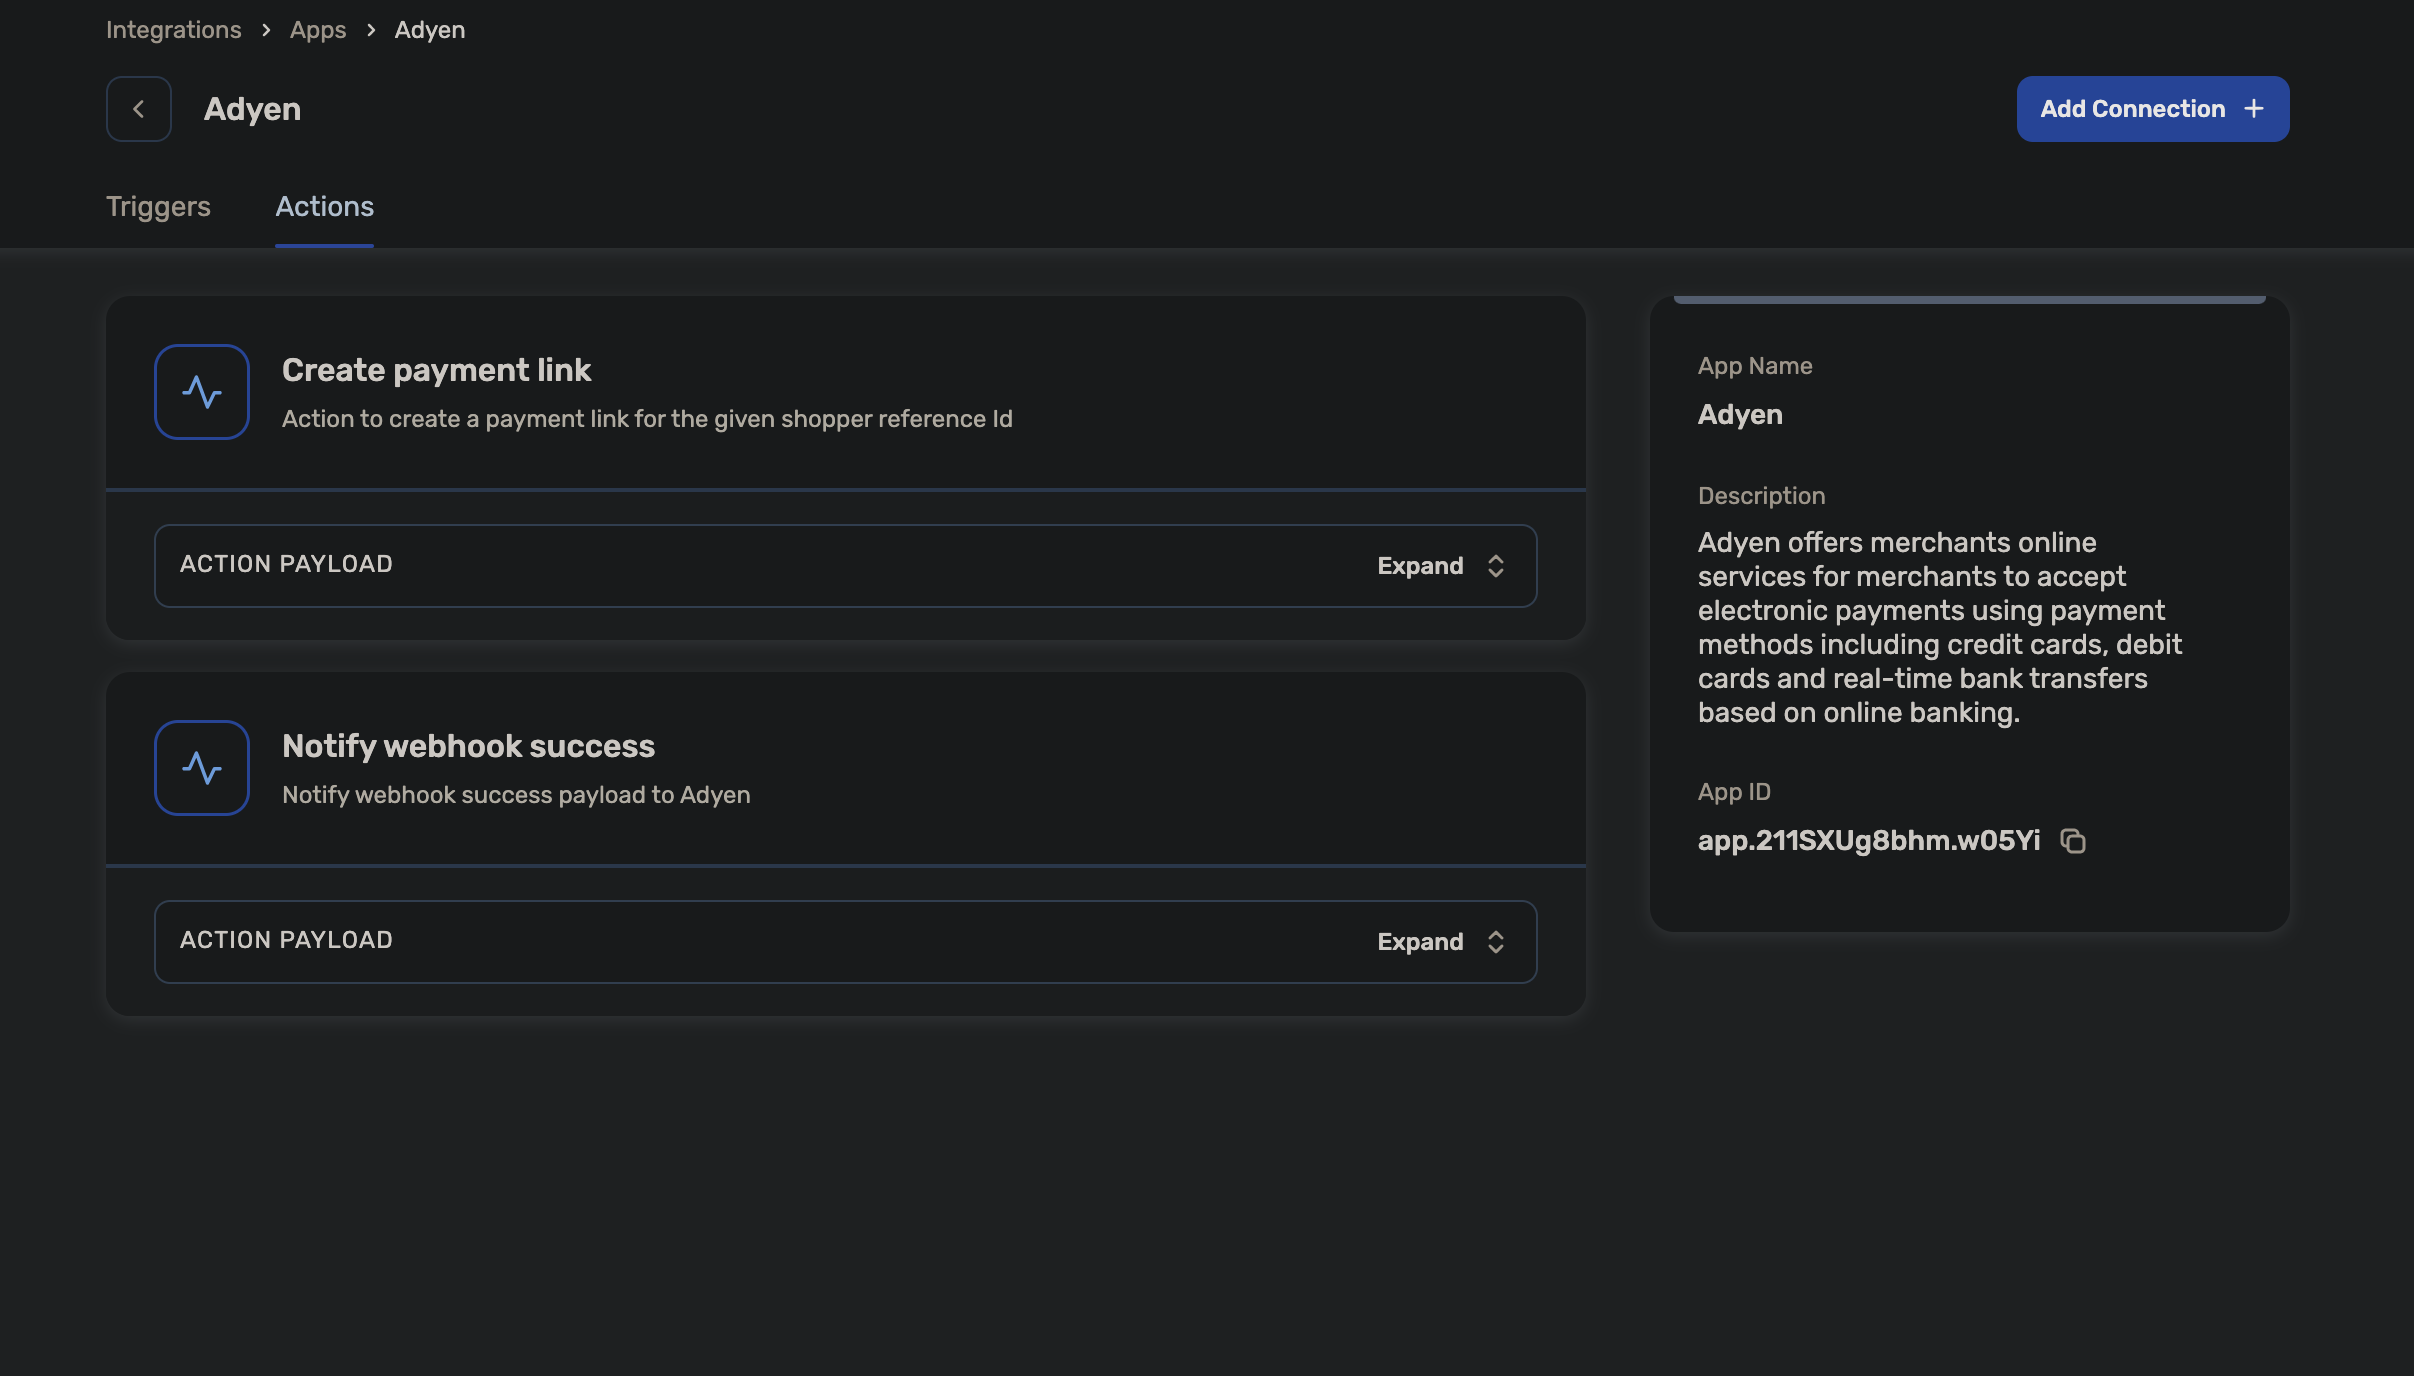 Integrations > Apps > Adyen
Adyen
Add Connection +
Triggers
Actions
Create payment link
Action to create a payment link for the given shopper reference Id
ACTION PAYLOAD
Expand
Notify webhook success
Notify webhook success payload to Adyen
ACTION PAYLOAD
Expand
App Name
Adyen
Description
Adyen offers merchants online
services for merchants to accept
electronic payments using payment
methods including credit cards, debit
cards and real-time bank transfers
based on online banking.
App ID
app.211SXUg8bhm.w05Yi